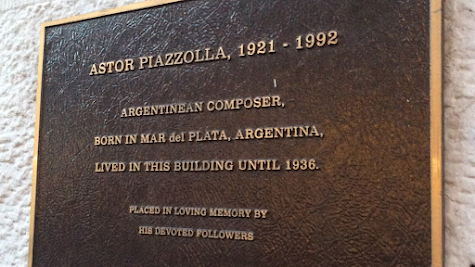 ASTOR PIAZZOLLA, 1921 - 1992
ARGENTINEAN COMPOSER,
BORN IN MAR del PLATA, ARGENTINA,
LIVED IN THIS BUILDING UNTIL 1936.
PLACED IN LOVING MEMORY BY
HIS DEVOTED FOLLOWERS